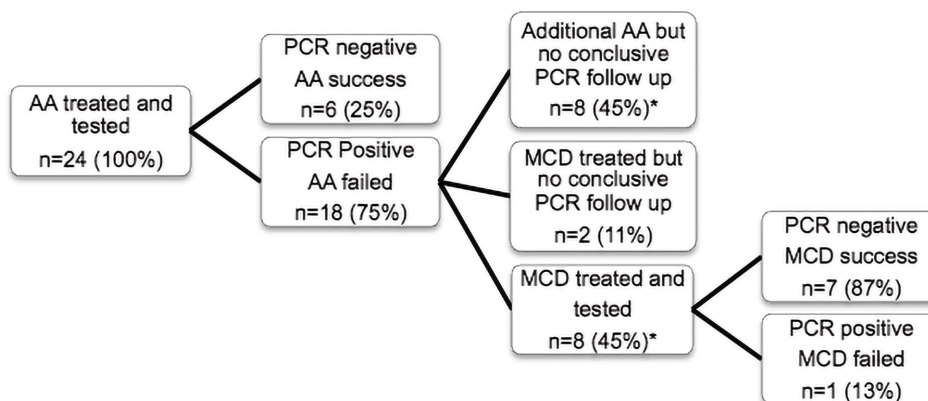 AA treated and
tested
n=24 (100%)
PCR negative
AA success
n=6 (25%)
PCR Positive
AA failed
n=18 (75%)
Additional AA but
no conclusive
PCR follow up
n=8 (45%)*
MCD treated but
no conclusive
PCR follow up
n=2 (11%)
MCD treated and
tested
n=8 (45%)*
PCR negative
MCD success
n=7 (87%)
PCR positive
MCD failed
n=1 (13%)